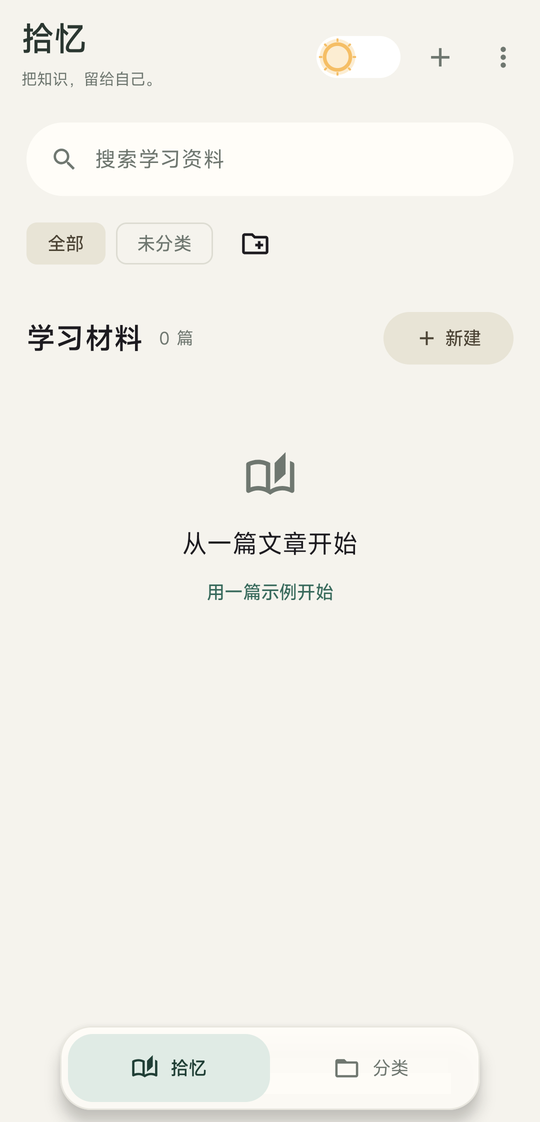 拾忆
把知识，留给自己。
搜索学习资料
全部
未分类
学习材料
0 篇
新建
从一篇文章开始
用一篇示例开始
拾忆
分类